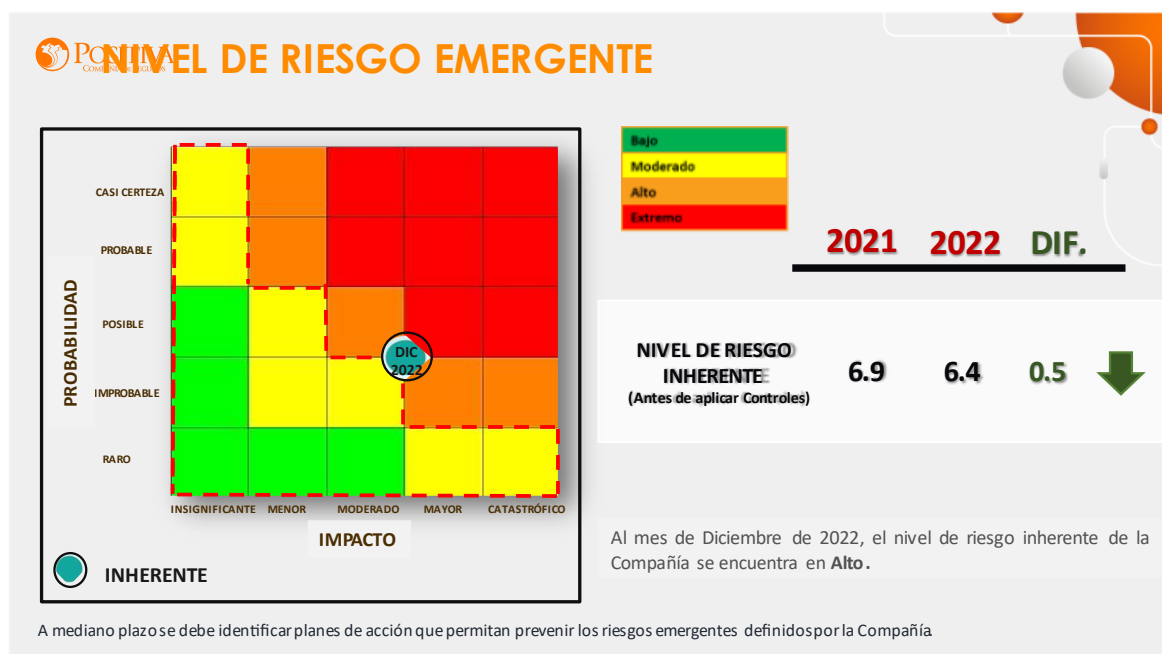 POSITIVA
COMPAÑÍA DE SEGUROS
NIVEL DE RIESGO EMERGENTE
Bajo
Moderado
Alto
Extremo
2021 2022 DIF.
CASI CERTEZA
PROBABLE
POSIBLE
IMPROBABLE
RARO
PROBABILIDAD
DIC
2022
INSIGNIFICANTE MENOR MODERADO MAYOR CATASTRÓFICO
IMPACTO
INHERENTE
NIVEL DE RIESGO
INHERENTE
(Antes de aplicar Controles)
6.9 6.4 0.5
Al mes de Diciembre de 2022, el nivel de riesgo inherente de la
Compañía se encuentra en Alto.
A mediano plazo se debe identificar planes de acción que permitan prevenir los riesgos emergentes definidos por la Compañía